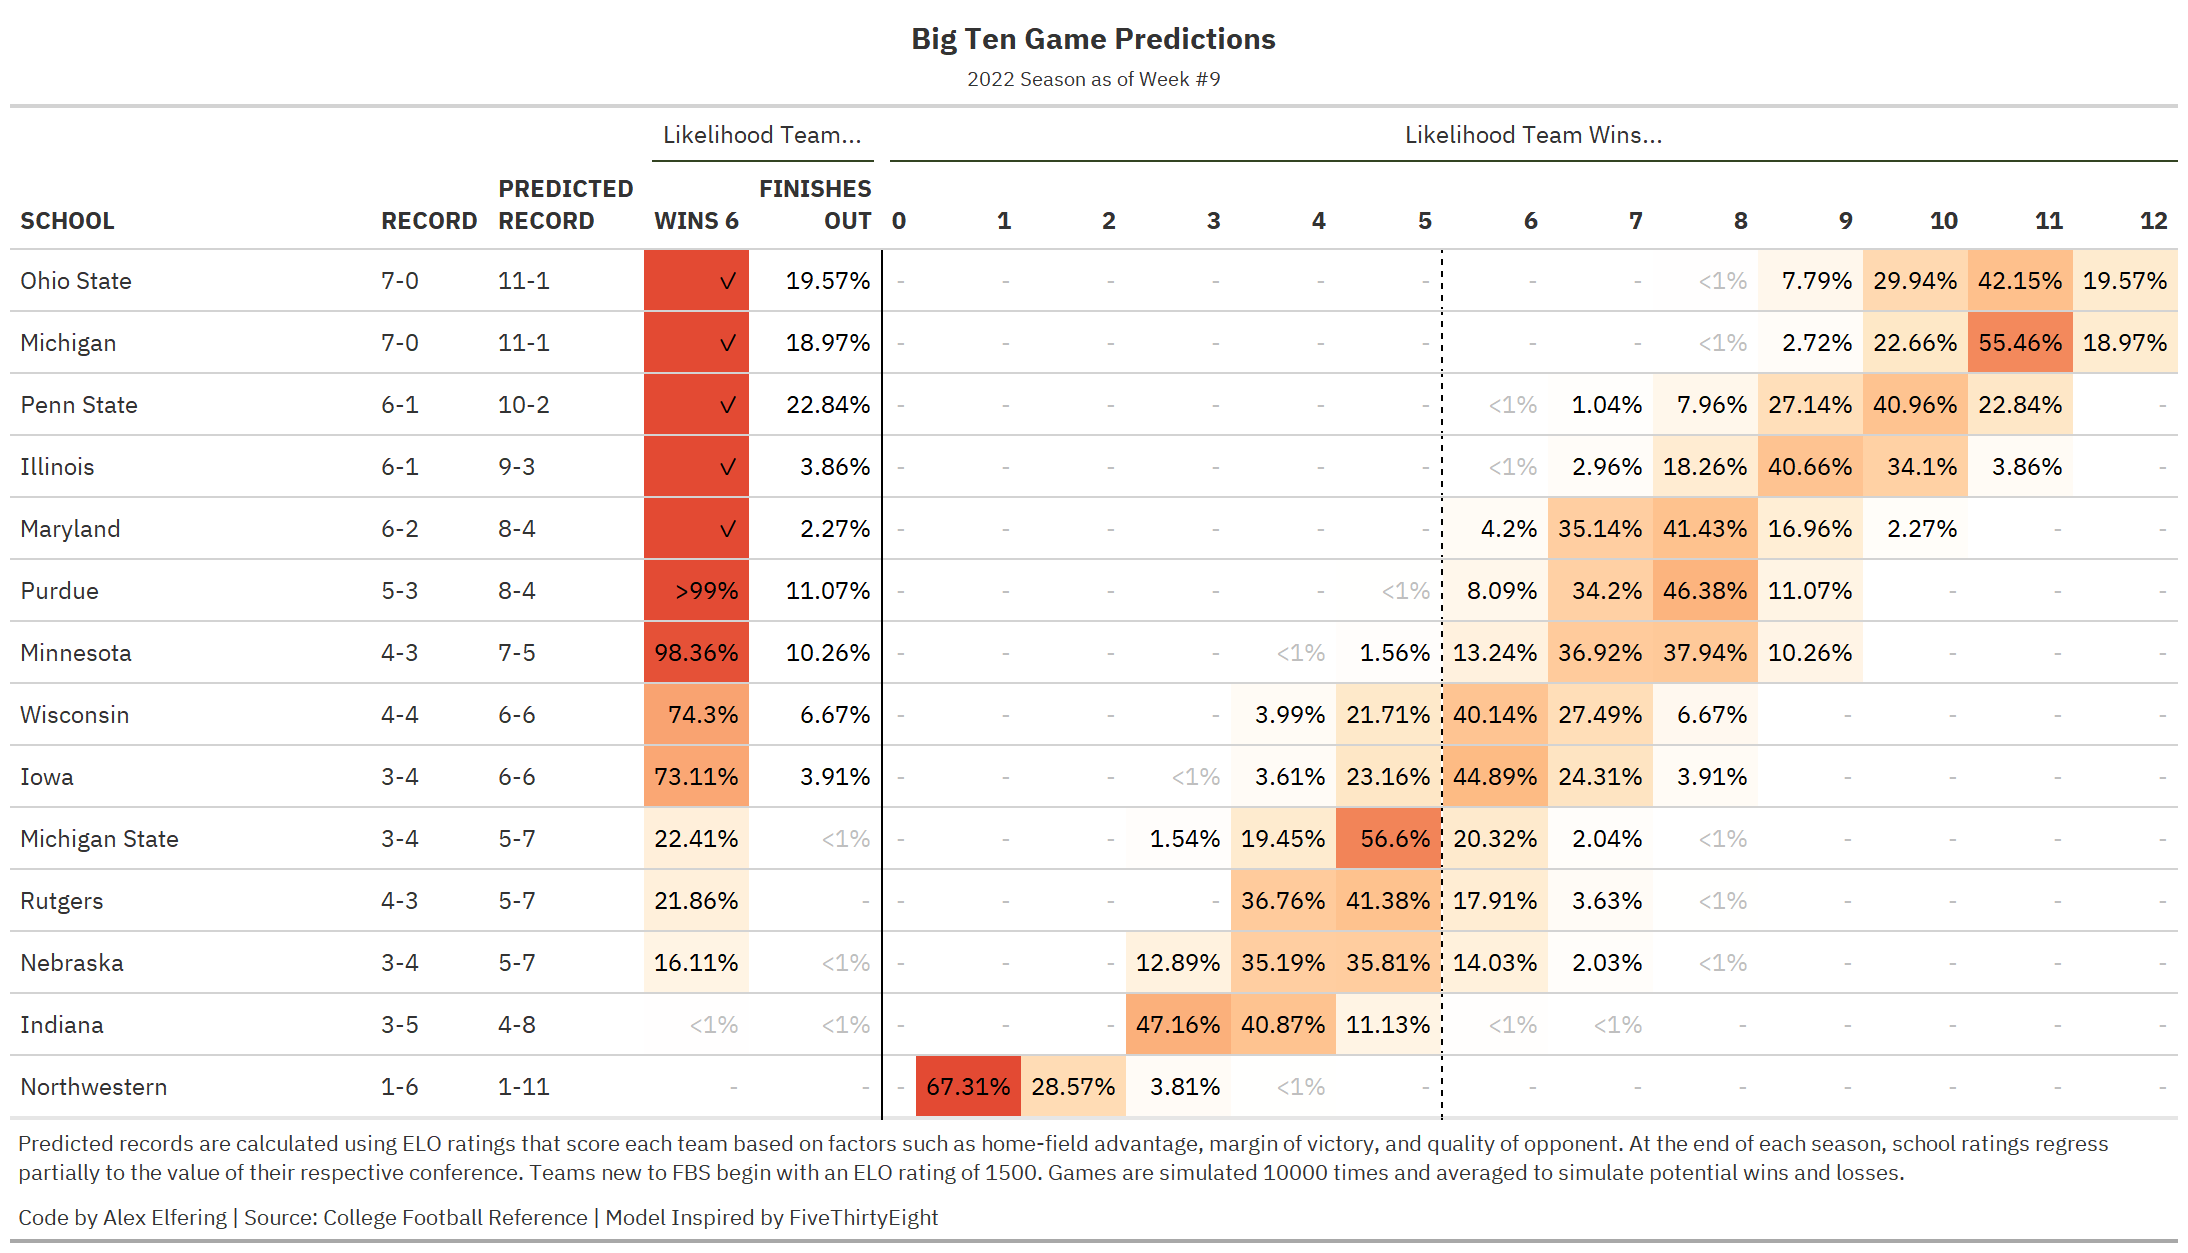 Big Ten Game Predictions
2022 Season as of Week #9
Likelihood Team... Likelihood Team Wins...
SCHOOL RECORD PREDICTED RECORD WINS 6 FINISHES OUT 0 1 2 3 4 5 6 7 8 9 10 11 12
Ohio State 7-0 11-1 ✓ 19.57% - - - - - - - - <1% 7.79% 29.94% 42.15% 19.57%
Michigan 7-0 11-1 ✓ 18.97% - - - - - - - - <1% 2.72% 22.66% 55.46% 18.97%
Penn State 6-1 10-2 ✓ 22.84% - - - - - - <1% 1.04% 7.96% 27.14% 40.96% 22.84% -
Illinois 6-1 9-3 ✓ 3.86% - - - - - - <1% 2.96% 18.26% 40.66% 34.1% 3.86% -
Maryland 6-2 8-4 ✓ 2.27% - - - - - - 4.2% 35.14% 41.43% 16.96% 2.27% - -
Purdue 5-3 8-4 >99% 11.07% - - - - - <1% 8.09% 34.2% 46.38% 11.07% - - -
Minnesota 4-3 7-5 98.36% 10.26% - - - - <1% 1.56% 13.24% 36.92% 37.94% 10.26% - - -
Wisconsin 4-4 6-6 74.3% 6.67% - - - - 3.99% 21.71% 40.14% 27.49% 6.67% - - - -
Iowa 3-4 6-6 73.11% 3.91% - - - <1% 3.61% 23.16% 44.89% 24.31% 3.91% - - - -
Michigan State 3-4 5-7 22.41% <1% - - - 1.54% 19.45% 56.6% 20.32% 2.04% <1% - - - -
Rutgers 4-3 5-7 21.86% - - - - - 36.76% 41.38% 17.91% 3.63% <1% - - - -
Nebraska 3-4 5-7 16.11% <1% - - - 12.89% 35.19% 35.81% 14.03% 2.03% <1% - - - -
Indiana 3-5 4-8 <1% <1% - - - 47.16% 40.87% 11.13% <1% <1% - - - - -
Northwestern 1-6 1-11 - - - 67.31% 28.57% 3.81% <1% - - - - - - - -
Predicted records are calculated using ELO ratings that score each team based on factors such as home-field advantage, margin of victory, and quality of opponent. At the end of each season, school ratings regress
partially to the value of their respective conference. Teams new to FBS begin with an ELO rating of 1500. Games are simulated 10000 times and averaged to simulate potential wins and losses.
Code by Alex Elfering | Source: College Football Reference | Model Inspired by FiveThirtyEight